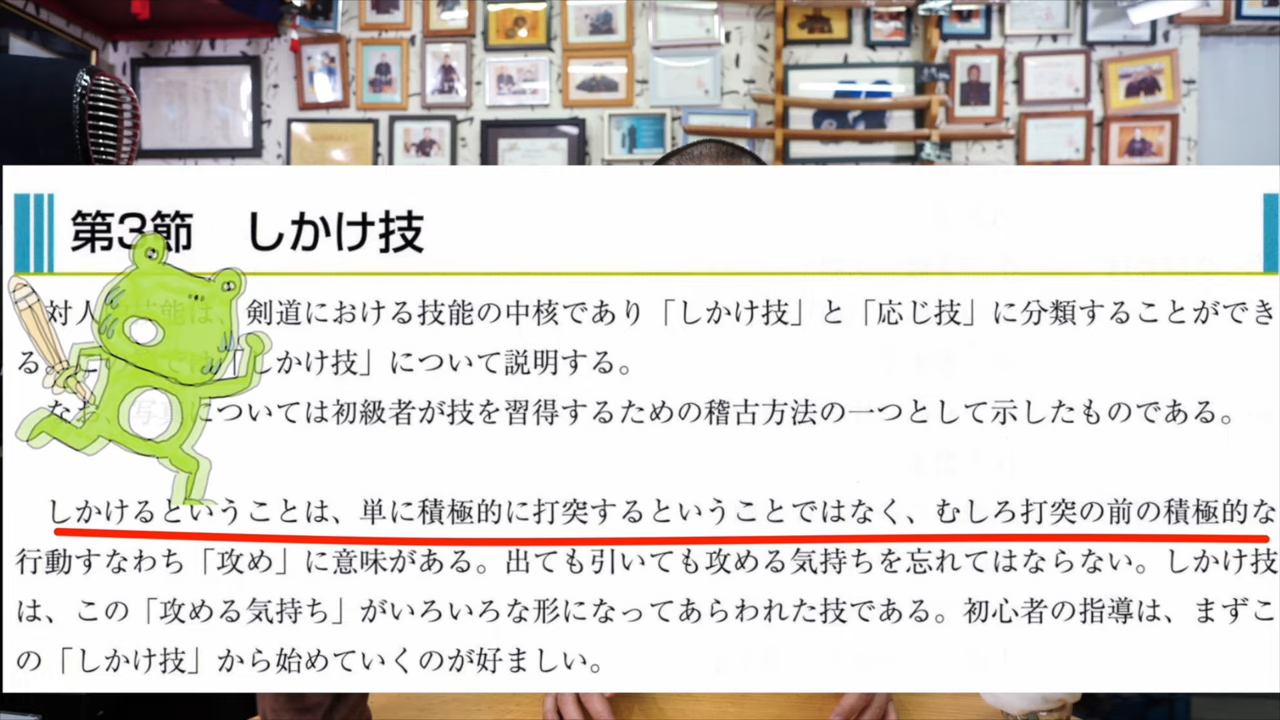 第3節 しかけ技
対人的技能は、剣道における技能の中核であり「しかけ技」と「応じ技」に分類することができ
る。この節では「しかけ技」について説明する。
なお、写真については初級者が技を習得するための稽古方法の一つとして示したものである。
しかけるということは、単に積極的に打突するということではなく、むしろ打突の前の積極的な
行動すなわち「攻め」に意味がある。出ても引いても攻める気持ちを忘れてはならない。しかけ技
は、この「攻める気持ち」がいろいろな形になってあらわれた技である。初心者の指導は、まずこ
の「しかけ技」から始めていくのが好ましい。